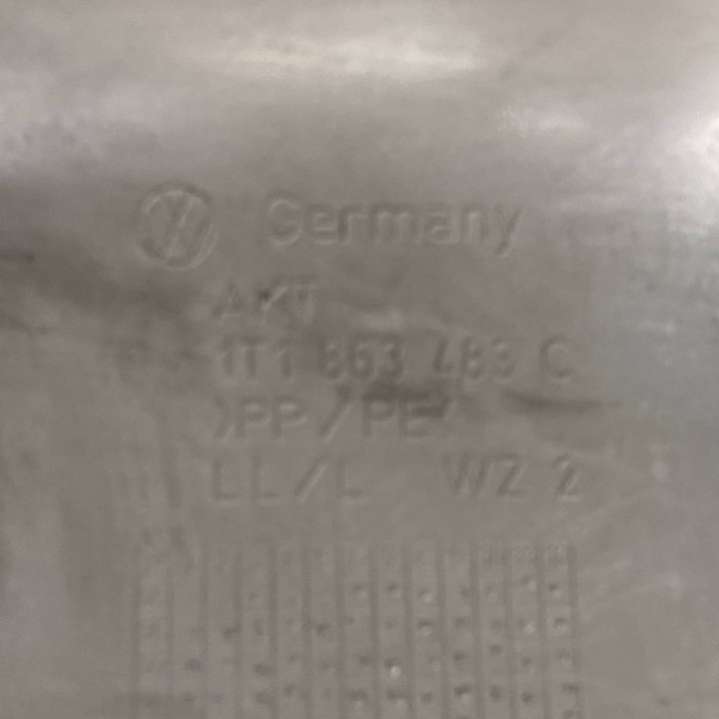 Germany
AKT
1T1 863 483 C
>PP/PE<
LL/L WZ 2